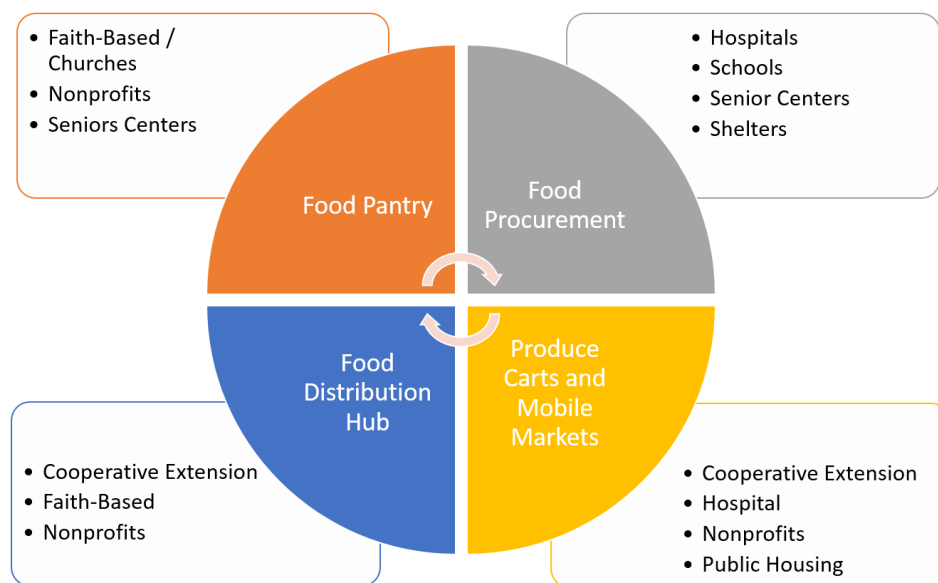 • Faith-Based /
Churches
• Nonprofits
• Seniors Centers
• Hospitals
• Schools
• Senior Centers
• Shelters
Food Pantry
Food
Procurement
Food
Distribution
Hub
Produce
Carts and
Mobile
Markets
• Cooperative Extension
• Faith-Based
• Nonprofits
• Cooperative Extension
• Hospital
• Nonprofits
• Public Housing